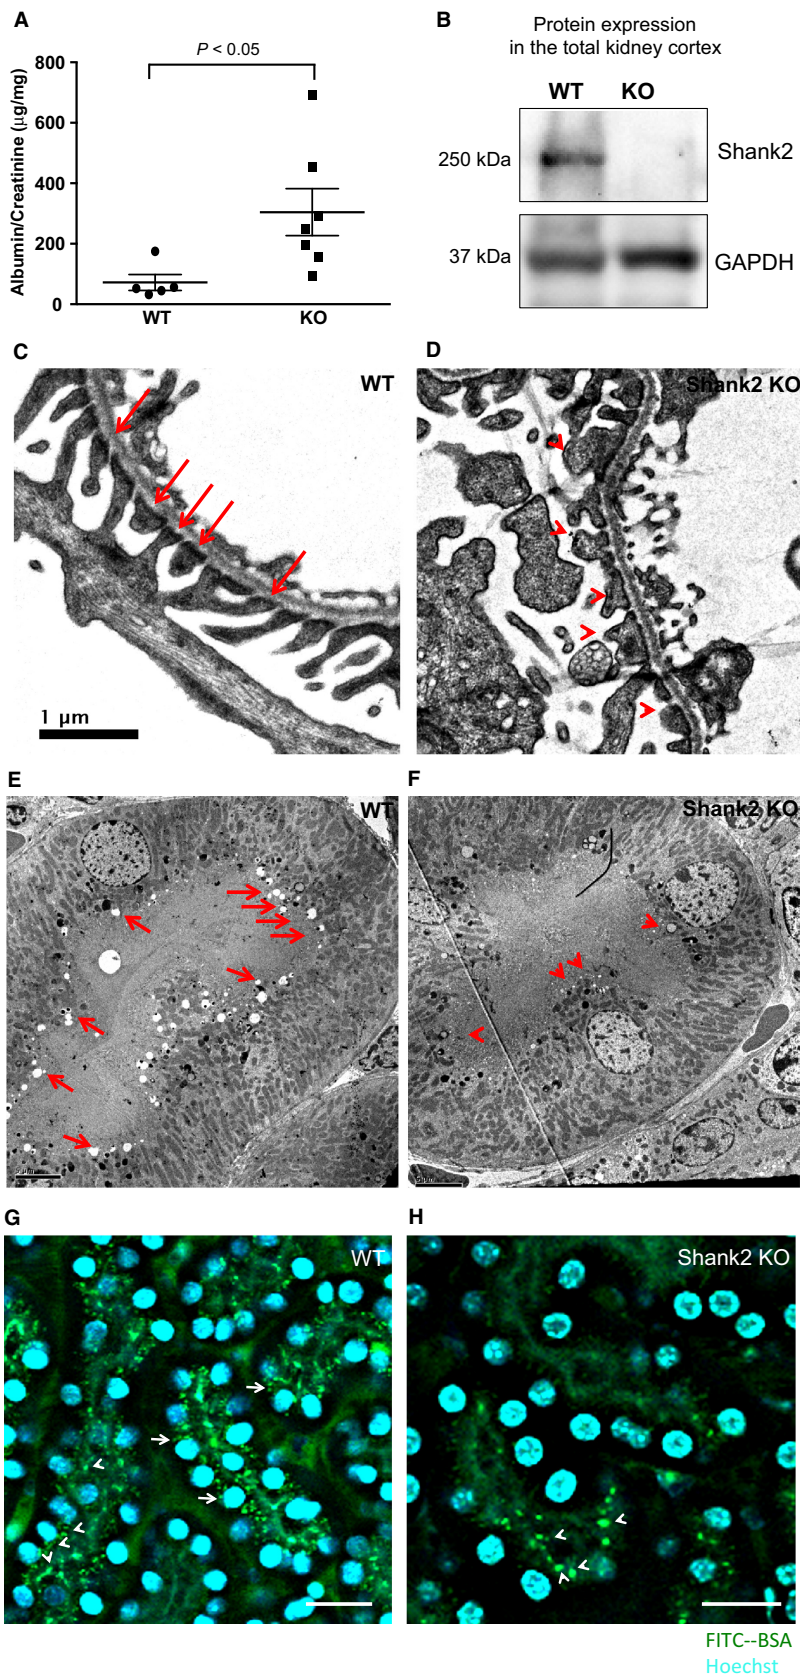 A
P < 0.05
Albumin/Creatinine (μg/mg)
800
600
400
200
0
WT
KO
B
Protein expression
in the total kidney cortex
WT KO
250 kDa
Shank2
37 kDa
GAPDH
C
WT
1 μm
D
Shank2 KO
E
WT
F
Shank2 KO
G
WT
H
Shank2 KO
FITC--BSA
Hoechst